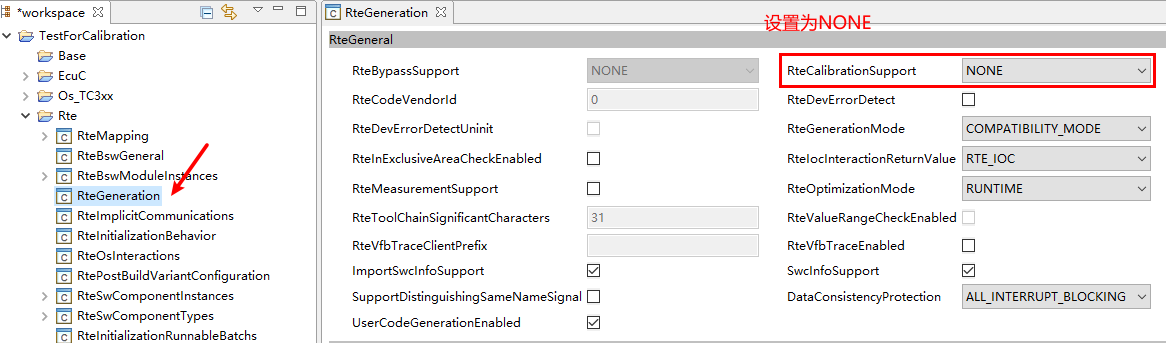 *workspace
TestForCalibration
Base
EcuC
Os_TC3xx
Rte
RteMapping
RteBswGeneral
RteBswModuleInstances
RteGeneration
RteImplicitCommunications
RteInitializationBehavior
RteOsInteractions
RtePostBuildVariantConfiguration
RteSwComponentInstances
RteSwComponentTypes
RteInitializationRunnableBatchs
RteGeneration
设置为NONE
RteGeneral
RteBypassSupport NONE RteCalibrationSupport NONE
RteCodeVendorId 0 RteDevErrorDetect
RteDevErrorDetectUninit RteGenerationMode COMPATIBILITY_MODE
RteInExclusiveAreaCheckEnabled RteIocInteractionReturnValue RTE_IOC
RteMeasurementSupport RteOptimizationMode RUNTIME
RteToolChainSignificantCharacters 31 RteValueRangeCheckEnabled
RteVfbTraceClientPrefix RteVfbTraceEnabled
ImportSwcInfoSupport SwcInfoSupport
SupportDistinguishingSameNameSignal DataConsistencyProtection ALL_INTERRUPT_BLOCKING
UserCodeGenerationEnabled